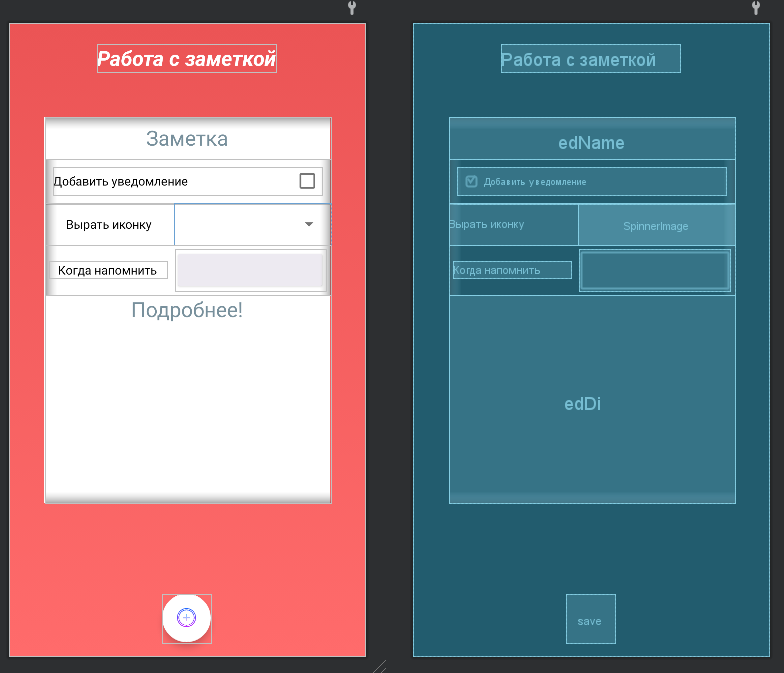 Работа с заметкой
Заметка
Добавить уведомление
Вырать иконку
Когда напомнить
Подробнее!
Работа с заметкой
edName
Добавить уведомление
Вырать иконку
SpinnerImage
Когда напомнить
edDi
save